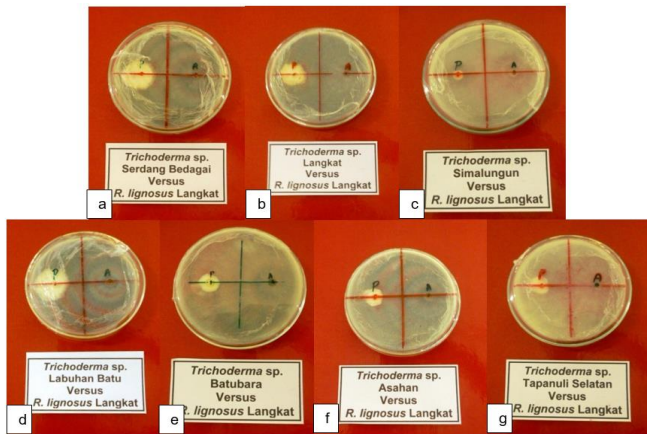 P A
Trichoderma sp.
Serdang Bedagai
Versus
R. lignosus Langkat
a
P A
Trichoderma sp.
Langkat
Versus
R. lignosus Langkat
b
P A
Trichoderma sp.
Simalungun
Versus
R. lignosus Langkat
c
P A
Trichoderma sp.
Labuhan Batu
Versus
R. lignosus Langkat
d
P A
Trichoderma sp.
Batubara
Versus
R. lignosus Langkat
e
P A
Trichoderma sp.
Asahan
Versus
R. lignosus Langkat
f
P A
Trichoderma sp.
Tapanuli Selatan
Versus
R. lignosus Langkat
g